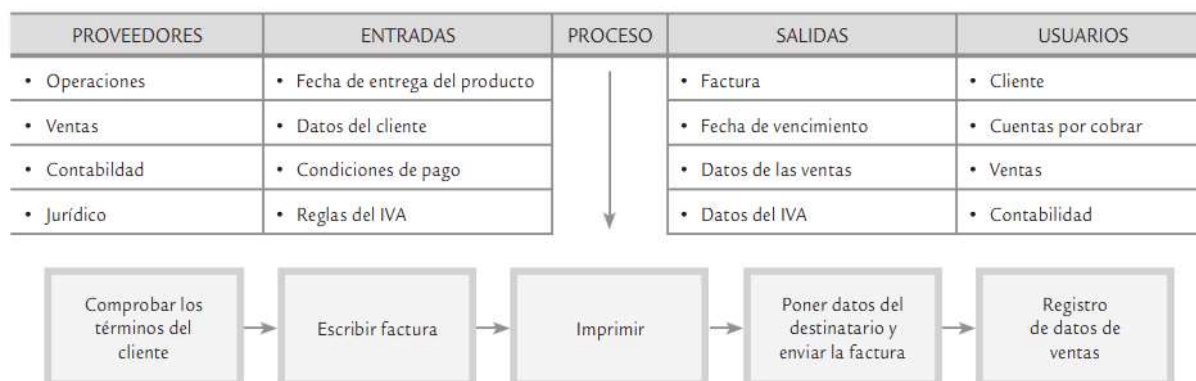 PROVEEDORES ENTRADAS PROCESO SALIDAS USUARIOS
• Operaciones • Fecha de entrega del producto • Factura • Cliente
• Ventas • Datos del cliente • Fecha de vencimiento • Cuentas por cobrar
• Contabildad • Condiciones de pago • Datos de las ventas • Ventas
• Jurídico • Reglas del IVA • Datos del IVA • Contabilidad
Comprobar los
términos del
cliente
Escribir factura
Imprimir
Poner datos del
destinatario y
enviar la factura
Registro
de datos de
ventas